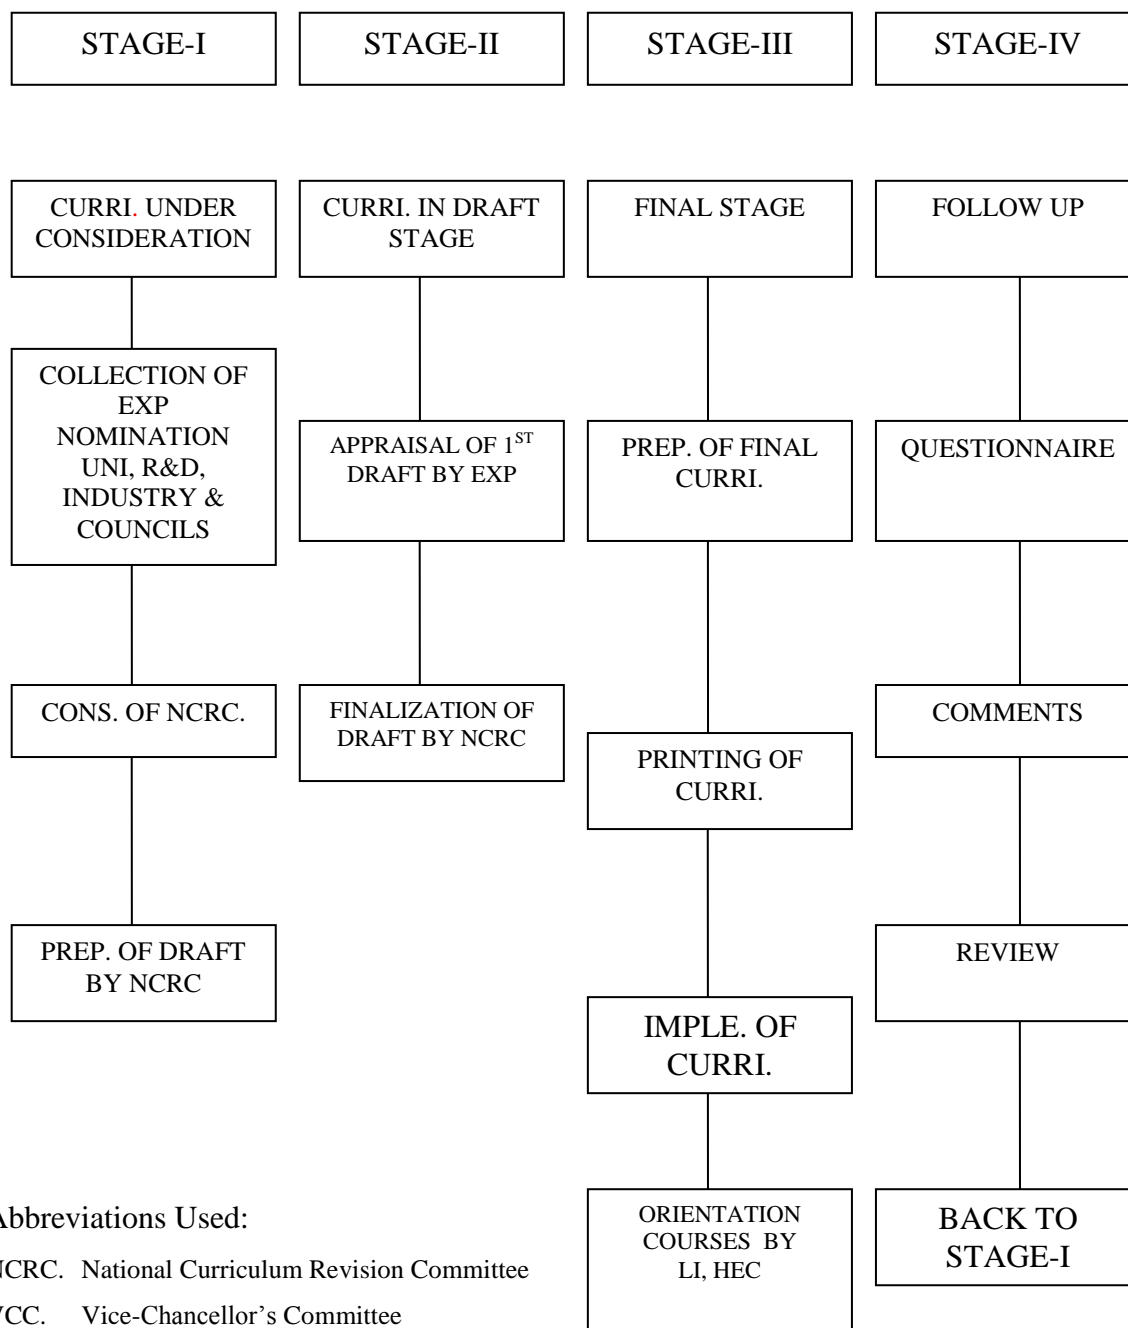 STAGE-I
STAGE-II
STAGE-III
STAGE-IV
CURRI. UNDER
CONSIDERATION
COLLECTION OF
EXP
NOMINATION
UNI, R&D,
INDUSTRY &
COUNCILS
CONS. OF NCRC.
PREP. OF DRAFT
BY NCRC
CURRI. IN DRAFT
STAGE
APPRAISAL OF 1ST
DRAFT BY EXP
FINALIZATION OF
DRAFT BY NCRC
FINAL STAGE
PREP. OF FINAL
CURRI.
PRINTING OF
CURRI.
IMPLE. OF
CURRI.
ORIENTATION
COURSES BY
LI, HEC
FOLLOW UP
QUESTIONNAIRE
COMMENTS
REVIEW
BACK TO
STAGE-I
Abbreviations Used:
NCRC. National Curriculum Revision Committee
VCC. Vice-Chancellor’s Committee